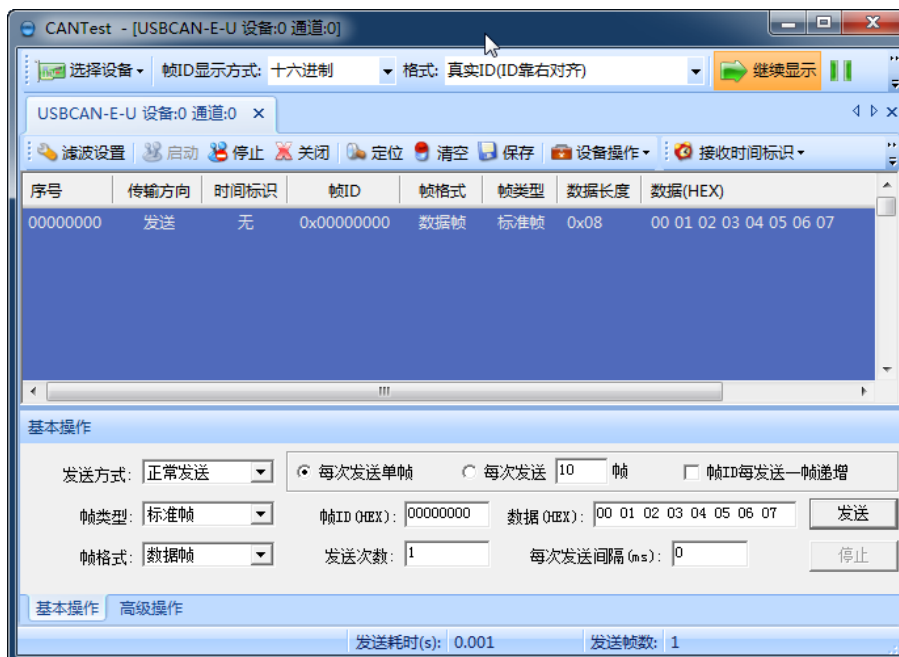 CANTest - [USBCAN-E-U 设备:0 通道:0]
选择设备 帧ID显示方式: 十六进制 格式: 真实ID(ID靠右对齐) 继续显示
USBCAN-E-U 设备:0 通道:0
滤波设置 启动 停止 关闭 定位 清空 保存 设备操作 接收时间标识
序号 传输方向 时间标识 帧ID 帧格式 帧类型 数据长度 数据(HEX)
00000000 发送 无 0x00000000 数据帧 标准帧 0x08 00 01 02 03 04 05 06 07
基本操作
发送方式: 正常发送 每次发送单帧 每次发送 10 帧 帧ID每发送一帧递增
帧类型: 标准帧 帧ID(HEX): 00000000 数据(HEX): 00 01 02 03 04 05 06 07 发送
帧格式: 数据帧 发送次数: 1 每次发送间隔(ms): 0 停止
基本操作 高级操作
发送耗时(s): 0.001 发送帧数: 1